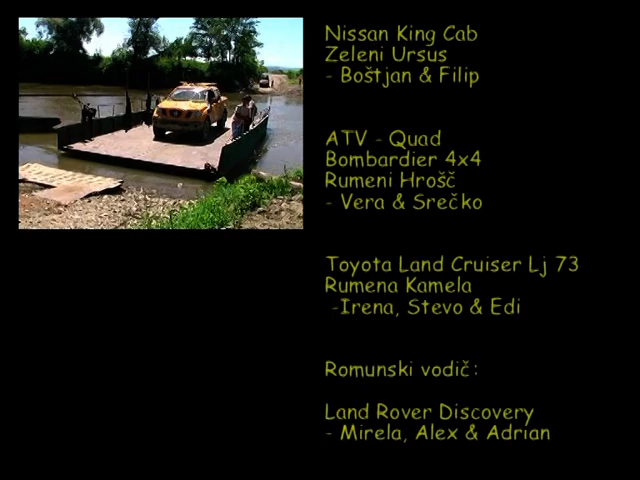 Nissan King Cab
Zeleni Ursus
- Boštjan & Filip
ATV - Quad
Bombardier 4x4
Rumeni Hrošč
- Vera & Srečko
Toyota Land Cruiser Lj 73
Rumena Kamela
-Irena, Stevo & Edi
Romunski vodič:
Land Rover Discovery
- Mirela, Alex & Adrian